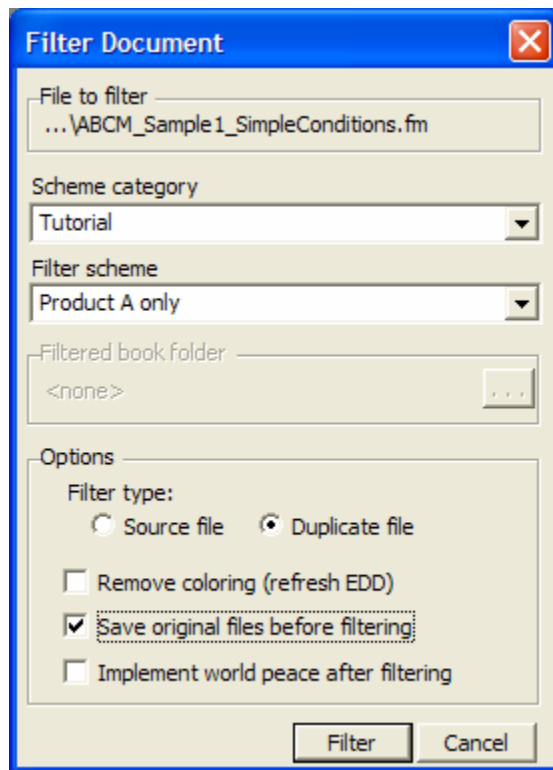 Filter Document
File to filter
...\ABCM_Sample1_SimpleConditions.fm
Scheme category
Tutorial
Filter scheme
Product A only
Filtered book folder
<none>
...
Options
Filter type:
Source file Duplicate file
Remove coloring (refresh EDD)
Save original files before filtering
Implement world peace after filtering
Filter Cancel